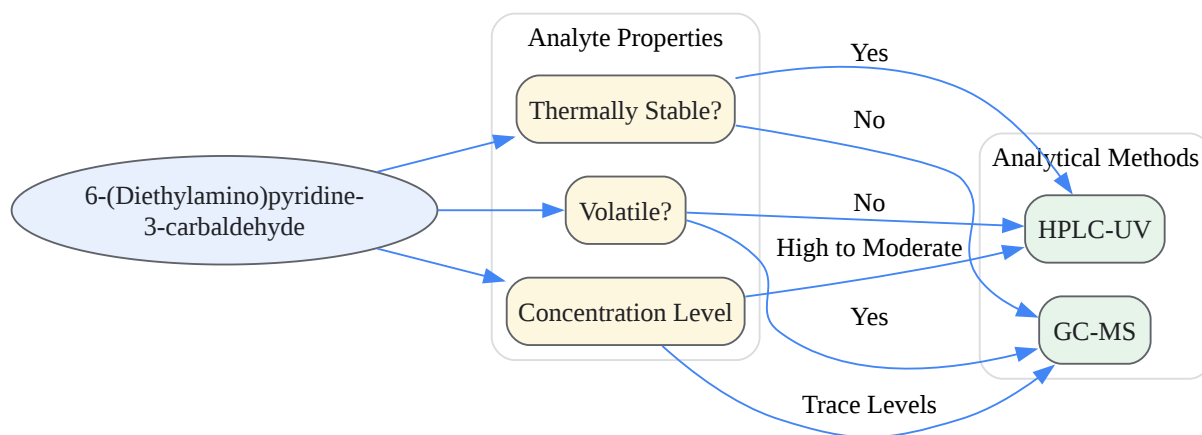 Analyte Properties
Yes
Thermally Stable?
No
Analytical Methods
6-(Diethylamino)pyridine-
3-carbaldehyde
Volatile?
No
HPLC-UV
High to Moderate
Concentration Level
Yes
GC-MS
Trace Levels